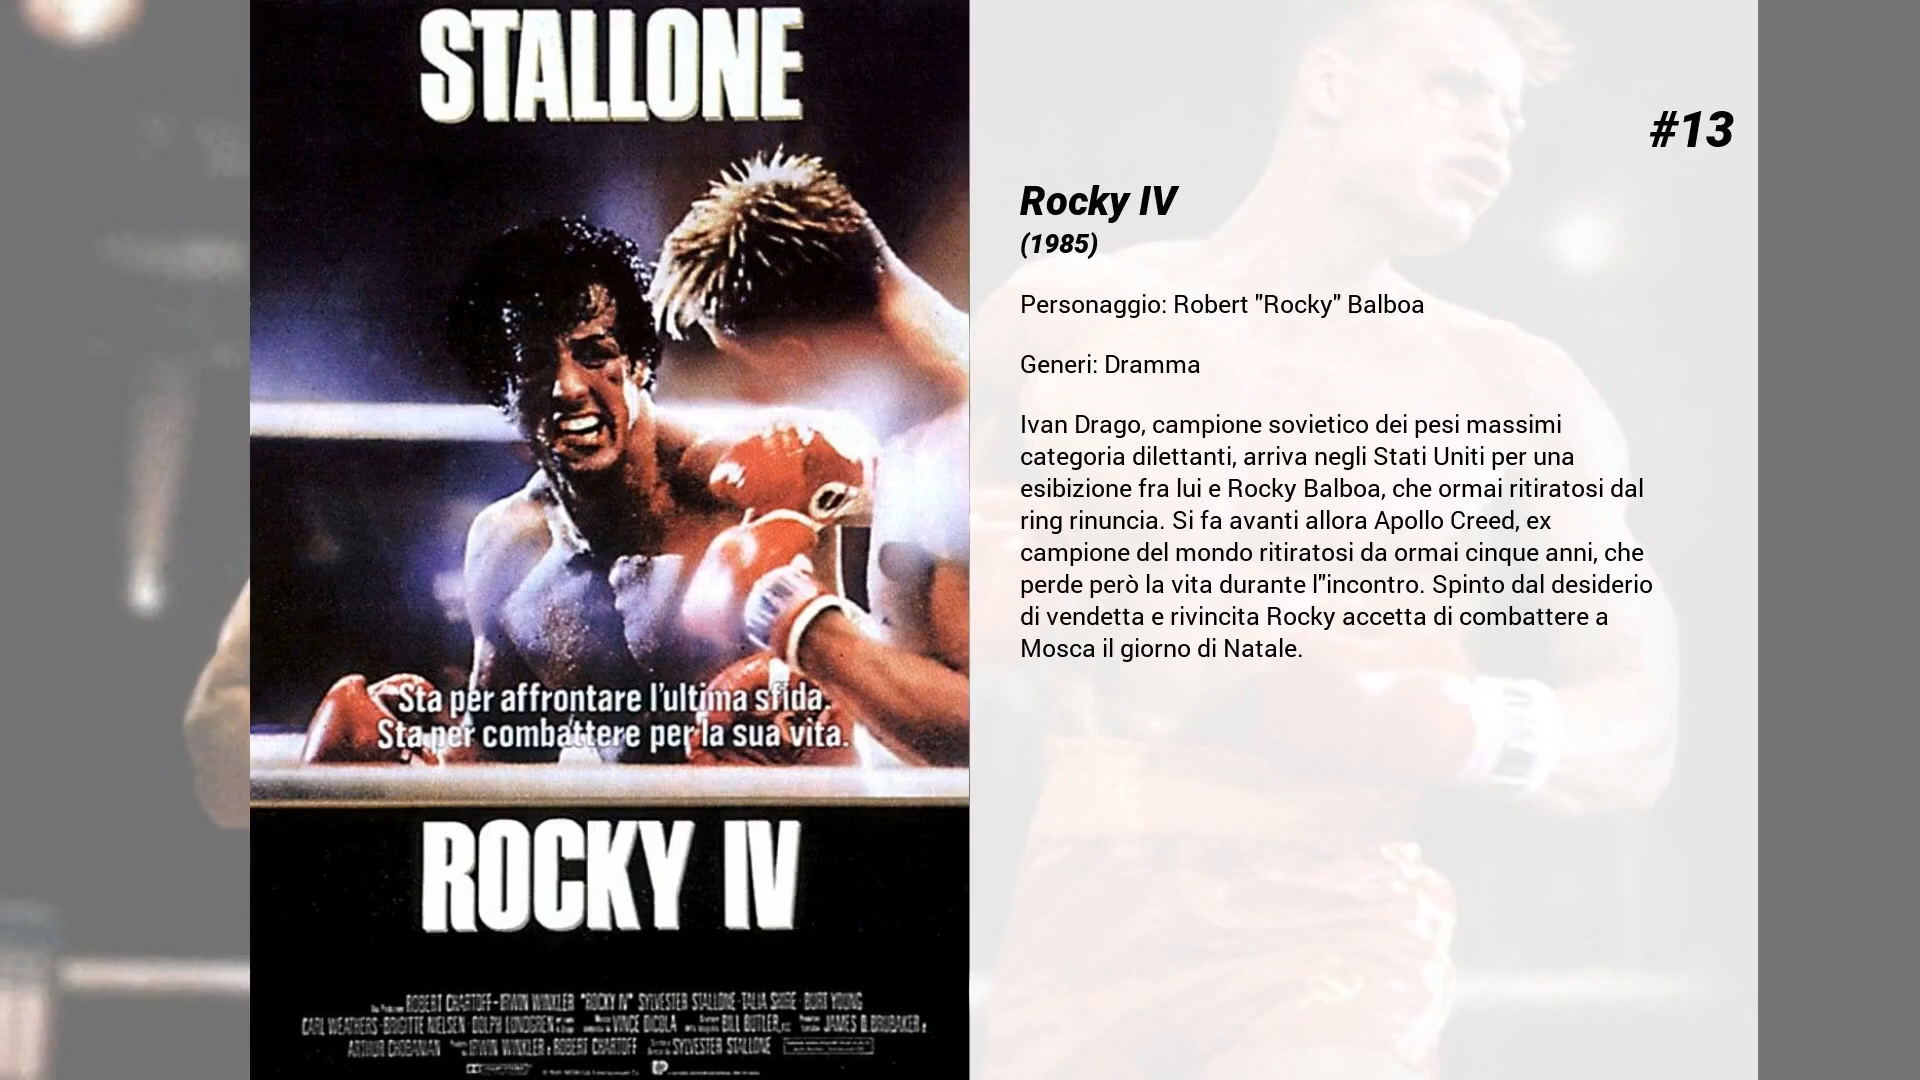 STALLONE
Sta per affrontare l'ultima sfida.
Sta per combattere per la sua vita.
ROCKY IV
ROBERT CHARTOFF-IRWIN WINKLER "ROCKY IV" SYLVESTER STALLONE · TALIA SHIRE · BURT YOUNG
CARL WEATHERS · BRIGITTE NIELSEN · DOLPH LUNDGREN VINCE DICOLA BILL BUTLER, JAMES D. BRUBAKER e
ARTHUR CHOBANIAN IRWIN WINKLER e ROBERT CHARTOFF SYLVESTER STALLONE
#13
Rocky IV
(1985)
Personaggio: Robert "Rocky" Balboa
Generi: Dramma
Ivan Drago, campione sovietico dei pesi massimi
categoria dilettanti, arriva negli Stati Uniti per una
esibizione fra lui e Rocky Balboa, che ormai ritiratosi dal
ring rinuncia. Si fa avanti allora Apollo Creed, ex
campione del mondo ritiratosi da ormai cinque anni, che
perde però la vita durante l"incontro. Spinto dal desiderio
di vendetta e rivincita Rocky accetta di combattere a
Mosca il giorno di Natale.